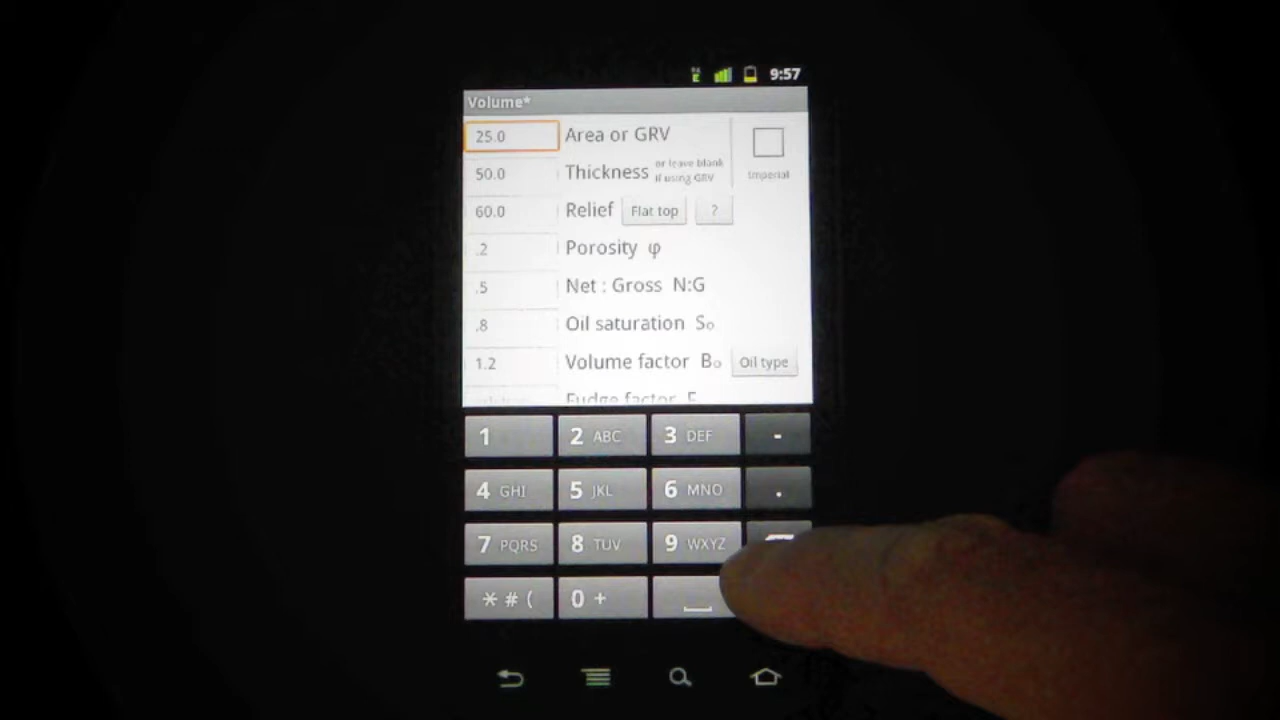 9:57
Volume*
25.0 Area or GRV
50.0 Thickness or leave blank if using GRV
Imperial
60.0 Relief Flat top ?
.2 Porosity φ
.5 Net : Gross N:G
.8 Oil saturation So
1.2 Volume factor Bo Oil type
Fudge factor F
1 2 ABC 3 DEF -
4 GHI 5 JKL 6 MNO .
7 PQRS 8 TUV 9 WXYZ
* # ( 0 +